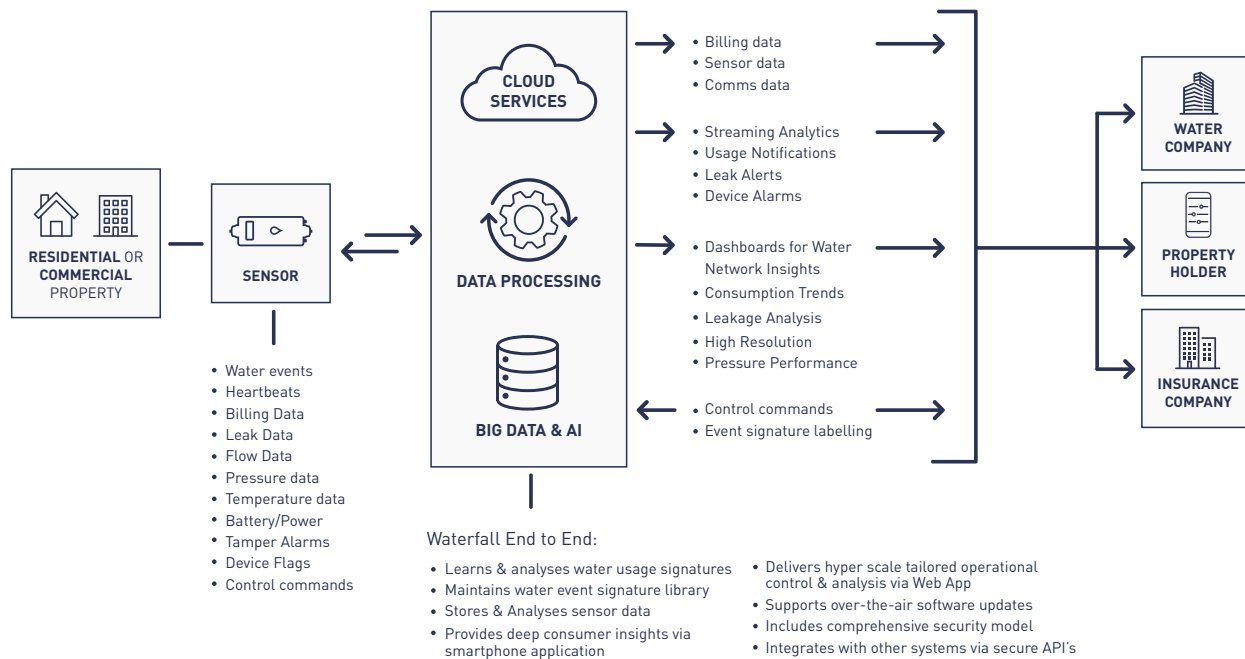 RESIDENTIAL OR
COMMERCIAL
PROPERTY
SENSOR
• Water events
• Heartbeats
• Billing Data
• Leak Data
• Flow Data
• Pressure data
• Temperature data
• Battery/Power
• Tamper Alarms
• Device Flags
• Control commands
CLOUD
SERVICES
DATA PROCESSING
BIG DATA & AI
• Billing data
• Sensor data
• Comms data
• Streaming Analytics
• Usage Notifications
• Leak Alerts
• Device Alarms
• Dashboards for Water
Network Insights
• Consumption Trends
• Leakage Analysis
• High Resolution
• Pressure Performance
• Control commands
• Event signature labelling
WATER
COMPANY
PROPERTY
HOLDER
INSURANCE
COMPANY
Waterfall End to End:
• Learns & analyses water usage signatures
• Maintains water event signature library
• Stores & Analyses sensor data
• Provides deep consumer insights via
smartphone application
• Delivers hyper scale tailored operational
control & analysis via Web App
• Supports over-the-air software updates
• Includes comprehensive security model
• Integrates with other systems via secure API's